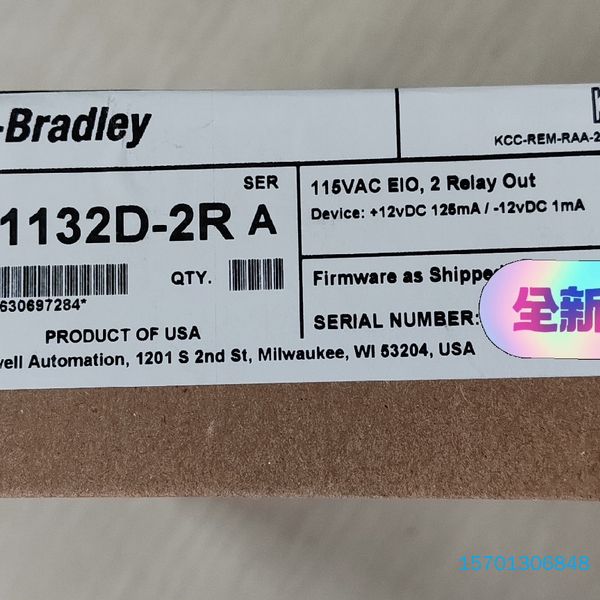 -Bradley
KCC-REM-RAA-2
SER
1132D-2R A
115VAC EIO, 2 Relay Out
Device: +12vDC 125mA / -12vDC 1mA
QTY.
630697284*
Firmware as Shippe
SERIAL NUMBER:
全新
PRODUCT OF USA
well Automation, 1201 S 2nd St, Milwaukee, WI 53204, USA
15701306848